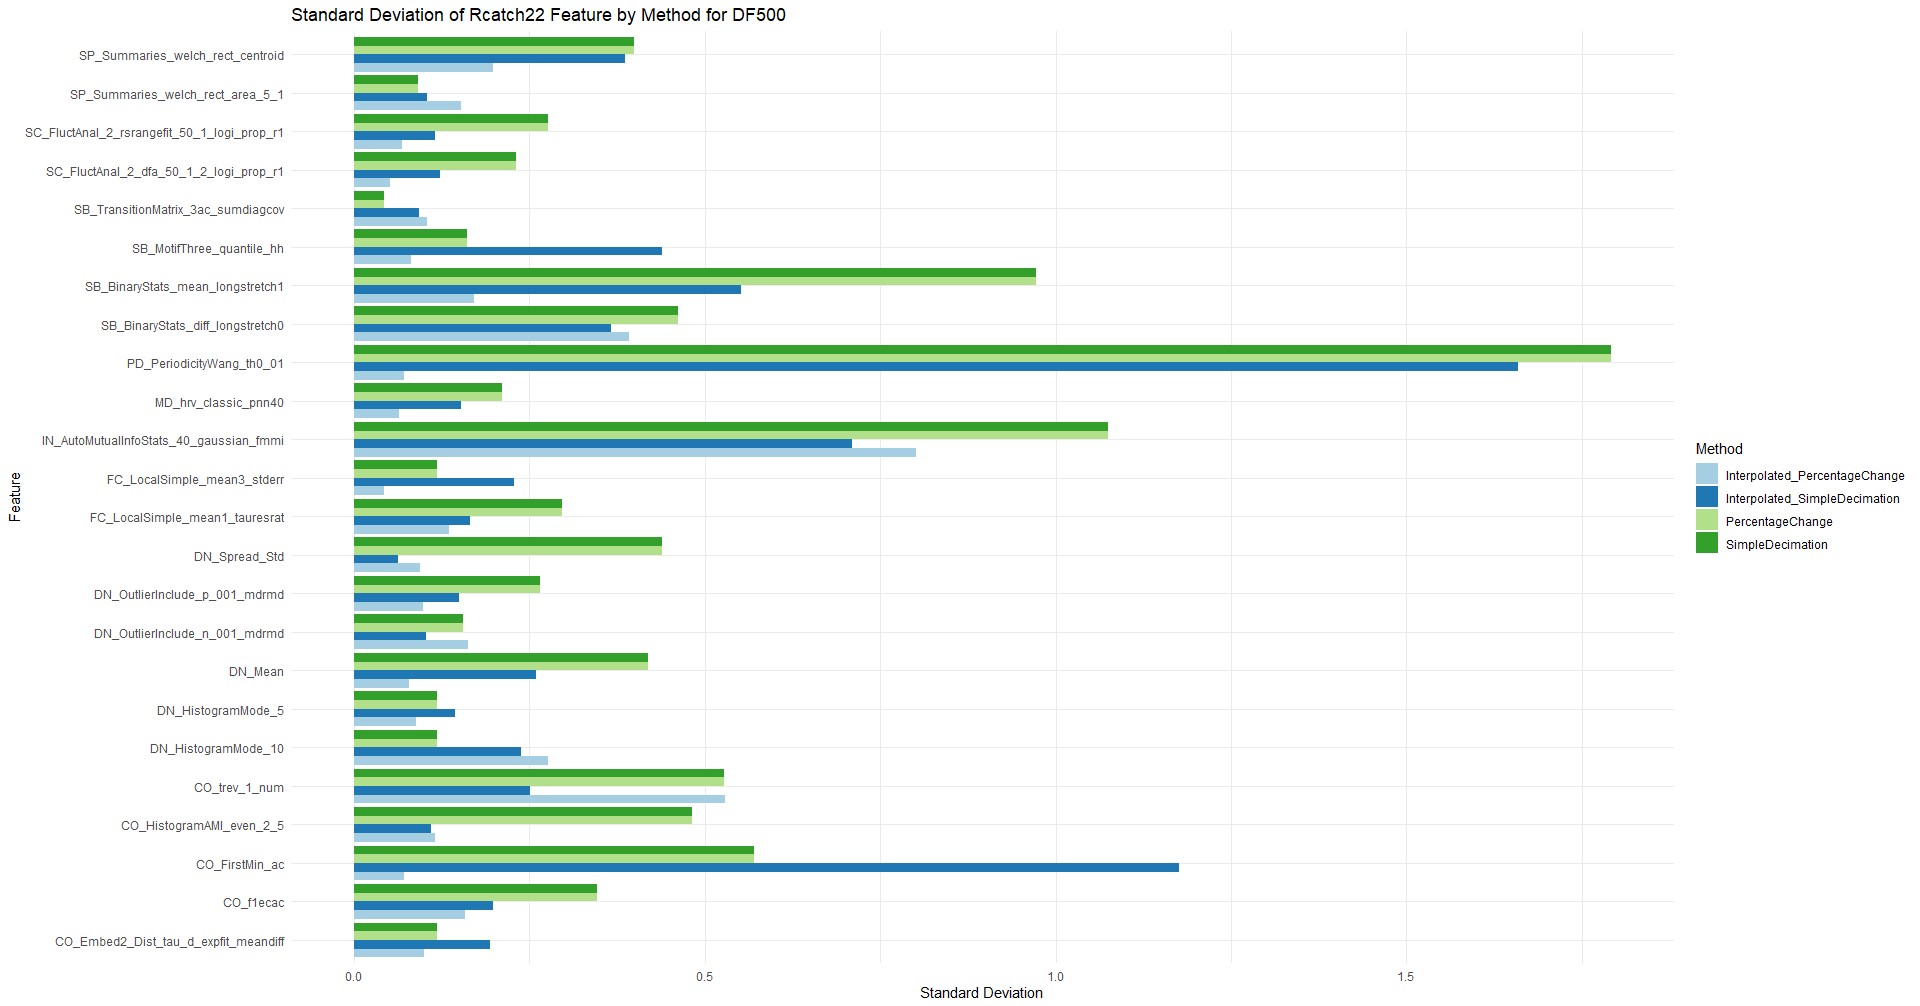 Standard Deviation of Rcatch22 Feature by Method for DF500
Feature
SP_Summaries_welch_rect_centroid
SP_Summaries_welch_rect_area_5_1
SC_FluctAnal_2_rsrangefit_50_1_logi_prop_r1
SC_FluctAnal_2_dfa_50_1_2_logi_prop_r1
SB_TransitionMatrix_3ac_sumdiagcov
SB_MotifThree_quantile_hh
SB_BinaryStats_mean_longstretch1
SB_BinaryStats_diff_longstretch0
PD_PeriodicityWang_th0_01
MD_hrv_classic_pnn40
IN_AutoMutualInfoStats_40_gaussian_fmmi
FC_LocalSimple_mean3_stderr
FC_LocalSimple_mean1_tauresrat
DN_Spread_Std
DN_OutlierInclude_p_001_mdrmd
DN_OutlierInclude_n_001_mdrmd
DN_Mean
DN_HistogramMode_5
DN_HistogramMode_10
CO_trev_1_num
CO_HistogramAMI_even_2_5
CO_FirstMin_ac
CO_f1ecac
CO_Embed2_Dist_tau_d_expfit_meandiff
0.0 0.5 1.0 1.5
Standard Deviation
Method
Interpolated_PercentageChange
Interpolated_SimpleDecimation
PercentageChange
SimpleDecimation